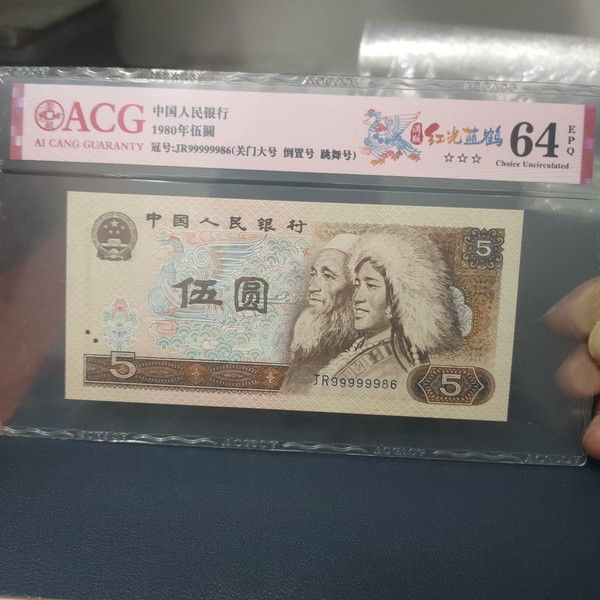 ACG
AI CANG GUARANTY
中国人民银行
1980年伍圆
冠号:JR99999986(关门大号 倒置号 跳舞号)
红光蓝鹤
☆☆☆
64
EPQ
Choice Uncirculated
中国人民银行
5
伍圆
5
JR99999986
5